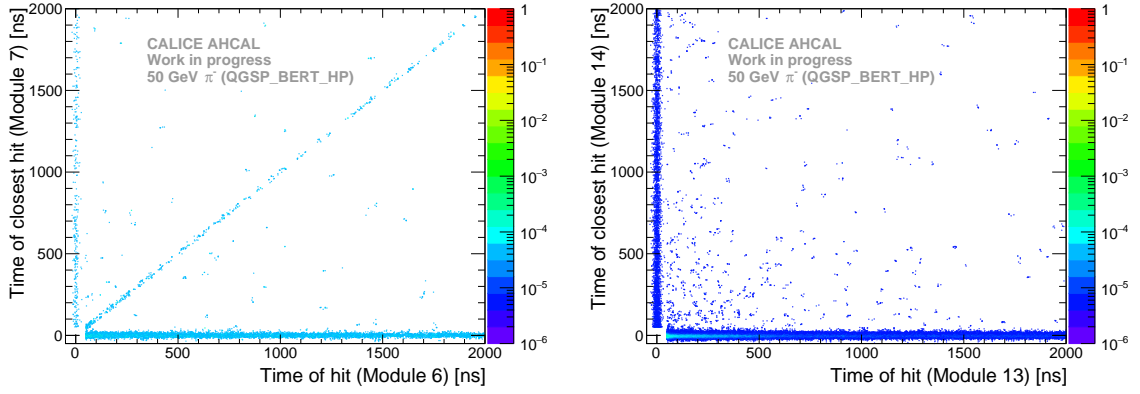 Time of closest hit (Module 7) [ns]
2000
1500
1000
500
0
CALICE AHCAL
Work in progress
50 GeV π⁻ (QGSP_BERT_HP)
0 500 1000 1500 2000
Time of hit (Module 6) [ns]
1
10⁻¹
10⁻²
10⁻³
10⁻⁴
10⁻⁵
10⁻⁶
Time of closest hit (Module 14) [ns]
2000
1500
1000
500
0
CALICE AHCAL
Work in progress
50 GeV π⁻ (QGSP_BERT_HP)
0 500 1000 1500 2000
Time of hit (Module 13) [ns]
1
10⁻¹
10⁻²
10⁻³
10⁻⁴
10⁻⁵
10⁻⁶